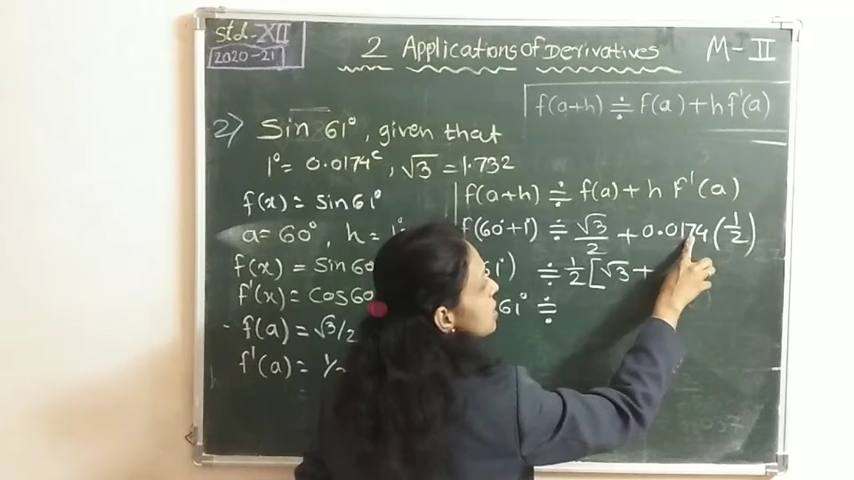 std-XII
2020-21
2 Applications of Derivatives
M-II
f(a+h) ≑ f(a) + h f'(a)
2) Sin 61°, given that
1° = 0.0174ᶜ, √3 = 1.732
f(x) = sin 61°
a = 60°, h = 1°
f(x) = Sin 60
f'(x) = Cos 60
f(a) = √3/2
f'(a) = 1/
f(a+h) ≑ f(a) + h f'(a)
f(60°+1°) ≑ √3/2 + 0.0174 (1/2)
≑ 1/2 [√3 +
61° ≑